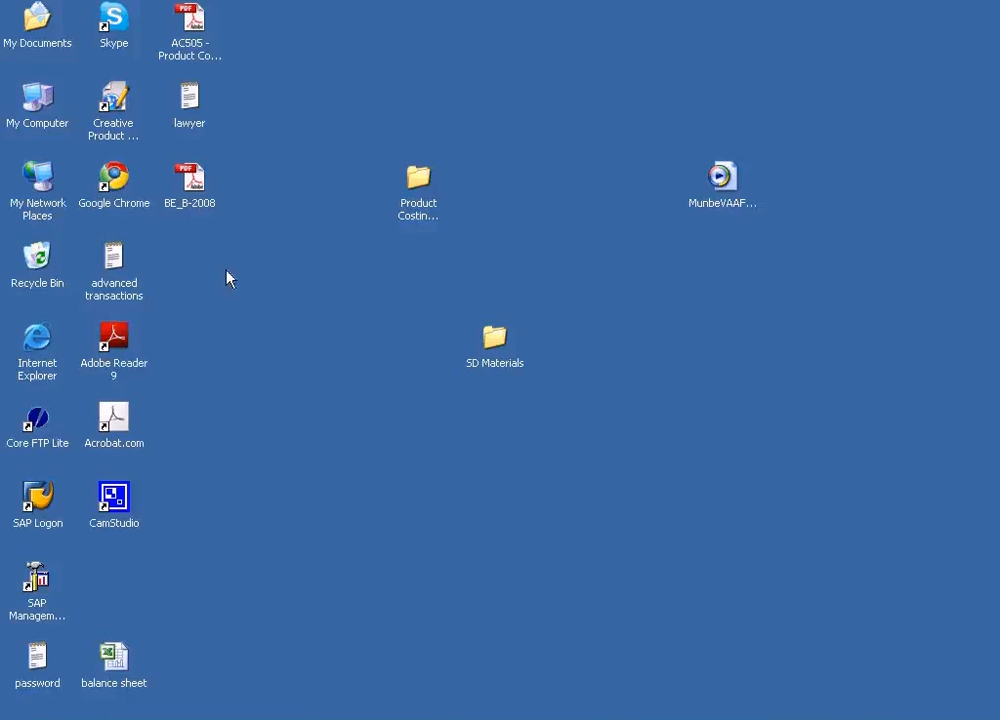 My Documents
Skype
AC505 -
Product Co...
My Computer
Creative
Product ...
lawyer
My Network
Places
Google Chrome
BE_B-2008
Product
Costin...
MunbeVAAF...
Recycle Bin
advanced
transactions
Internet
Explorer
Adobe Reader
9
SD Materials
Core FTP Lite
Acrobat.com
SAP Logon
CamStudio
SAP
Managem...
password
balance sheet